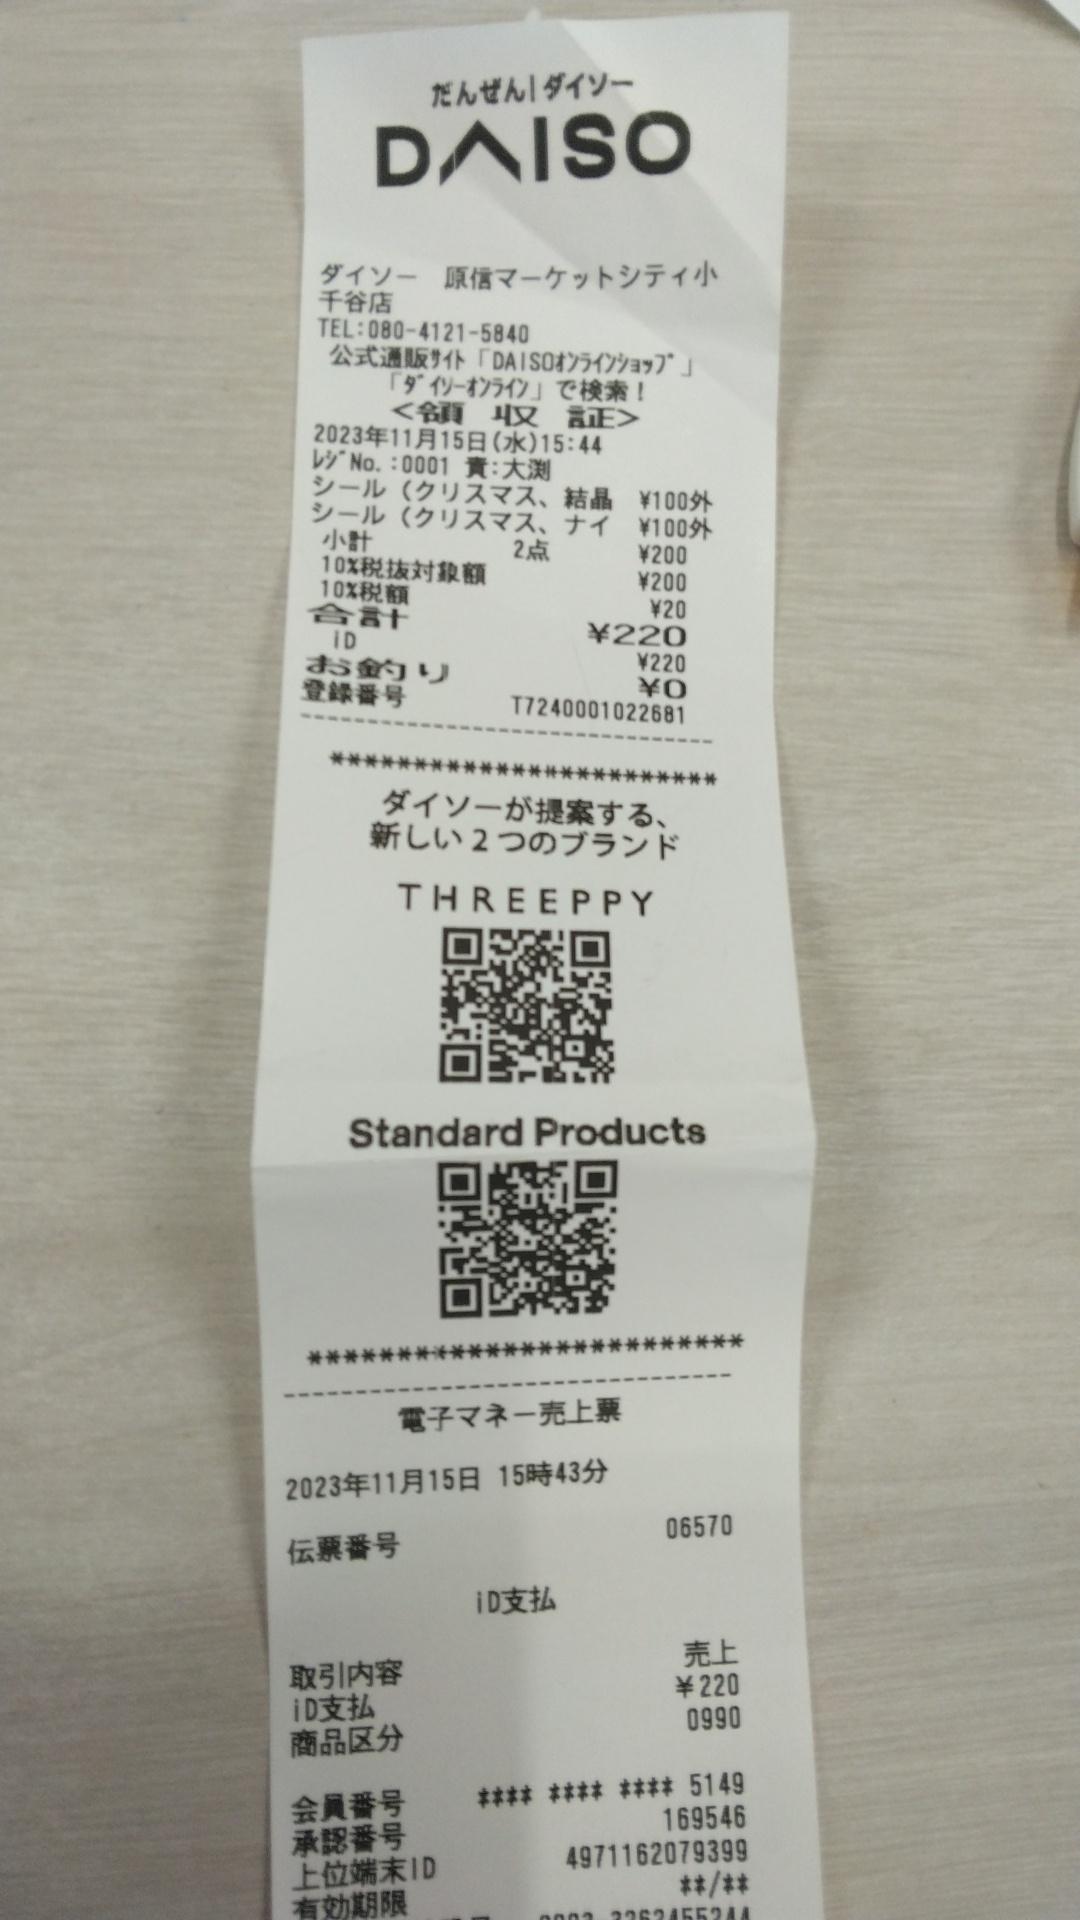 だんぜん!ダイソー
DAISO
ダイソー　原信マーケットシティ小
千谷店
TEL:080-4121-5840
公式通販ｻｲﾄ「DAISOｵﾝﾗｲﾝｼｮｯﾌﾟ」
「ﾀﾞｲｿｰｵﾝﾗｲﾝ」で検索!
<領 収 証>
2023年11月15日(水)15:44
ﾚｼﾞNo.:0001 責:大渕
シール（クリスマス、結晶 ¥100外
シール（クリスマス、ナイ ¥100外
小計 2点 ¥200
10%税抜対象額 ¥200
10%税額 ¥20
合計 ¥220
iD ¥220
お釣り ¥0
登録番号 T7240001022681
ダイソーが提案する、
新しい2つのブランド
THREEPPY
Standard Products
電子マネー売上票
2023年11月15日 15時43分
伝票番号 06570
iD支払
取引内容 売上
iD支払 ¥220
商品区分 0990
会員番号 **** **** **** 5149
承認番号 169546
上位端末ID 4971162079399
有効期限 **/**